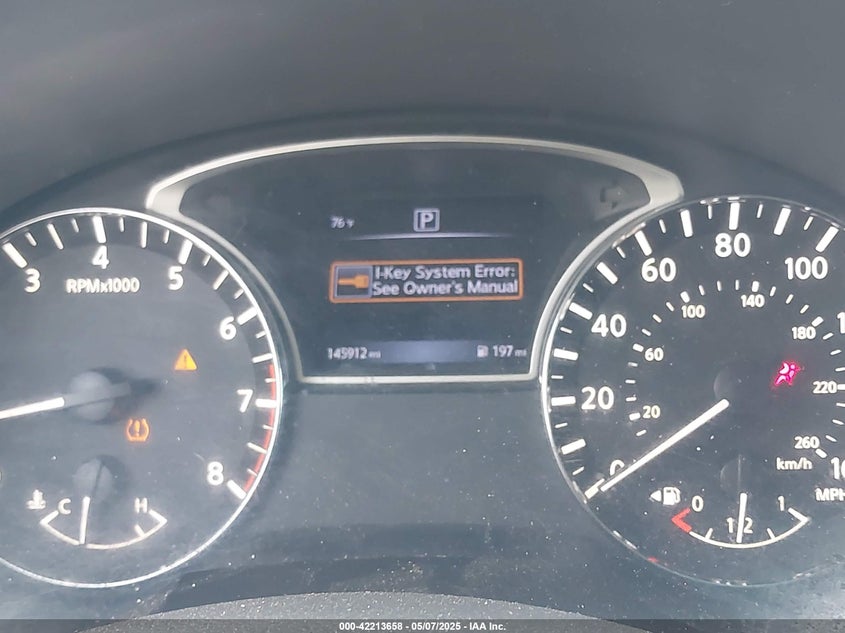 76°F
P
I-Key System Error:
See Owner's Manual
145912 mi
197 mi
3 4 5 6 7 8
RPMx1000
C H
0 20 40 60 80 100
20 60 100 140 180 220 260
km/h
MPH
0 1/2 1
000-42213658 - 05/07/2025 - IAA Inc.